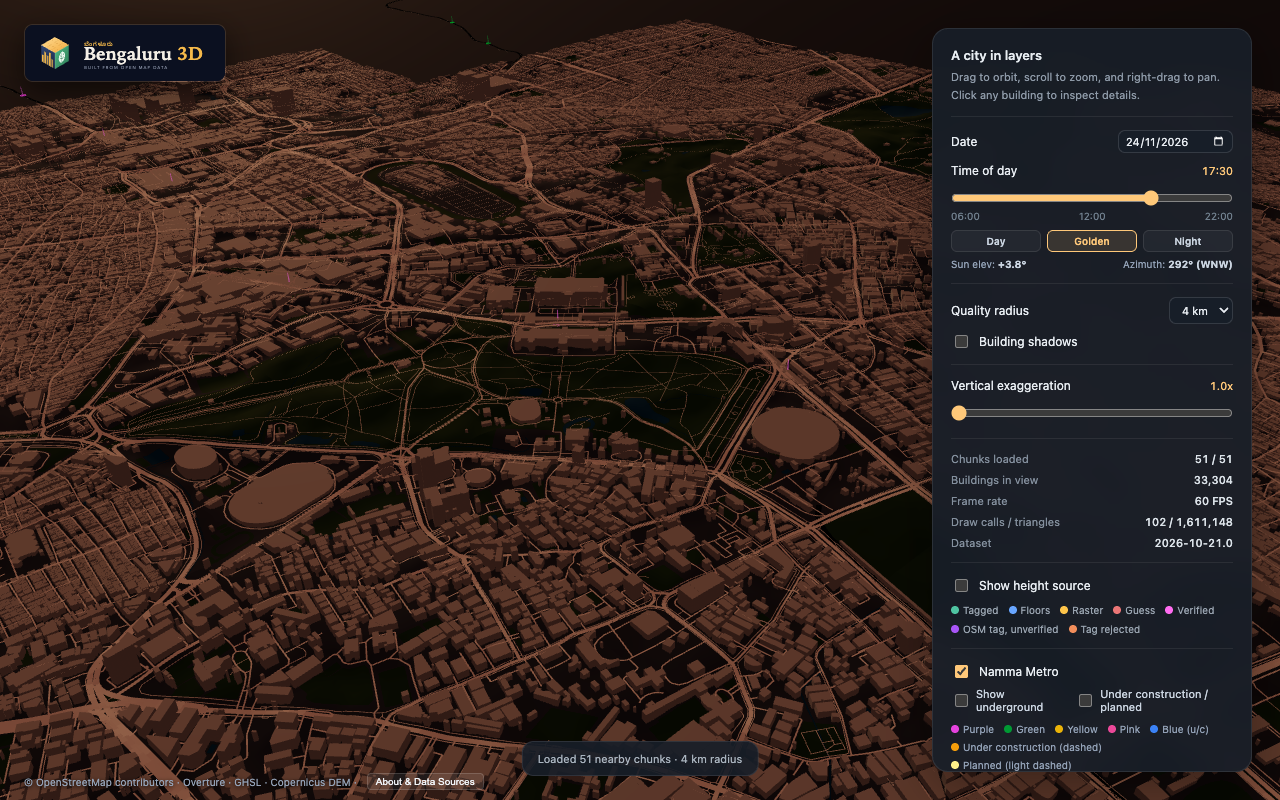 Bengaluru 3D
BUILT FROM OPEN MAP DATA
A city in layers
Drag to orbit, scroll to zoom, and right-drag to pan.
Click any building to inspect details.
Date 24/11/2026
Time of day 17:30
06:00 12:00 22:00
Day Golden Night
Sun elev: +3.8° Azimuth: 292° (WNW)
Quality radius 4 km
Building shadows
Vertical exaggeration 1.0x
Chunks loaded 51 / 51
Buildings in view 33,304
Frame rate 60 FPS
Draw calls / triangles 102 / 1,611,148
Dataset 2026-10-21.0
Show height source
Tagged Floors Raster Guess Verified
OSM tag, unverified Tag rejected
Namma Metro
Show underground Under construction / planned
Purple Green Yellow Pink Blue (u/c)
Under construction (dashed)
Planned (light dashed)
Loaded 51 nearby chunks · 4 km radius
© OpenStreetMap contributors · Overture · GHSL · Copernicus DEM About & Data Sources